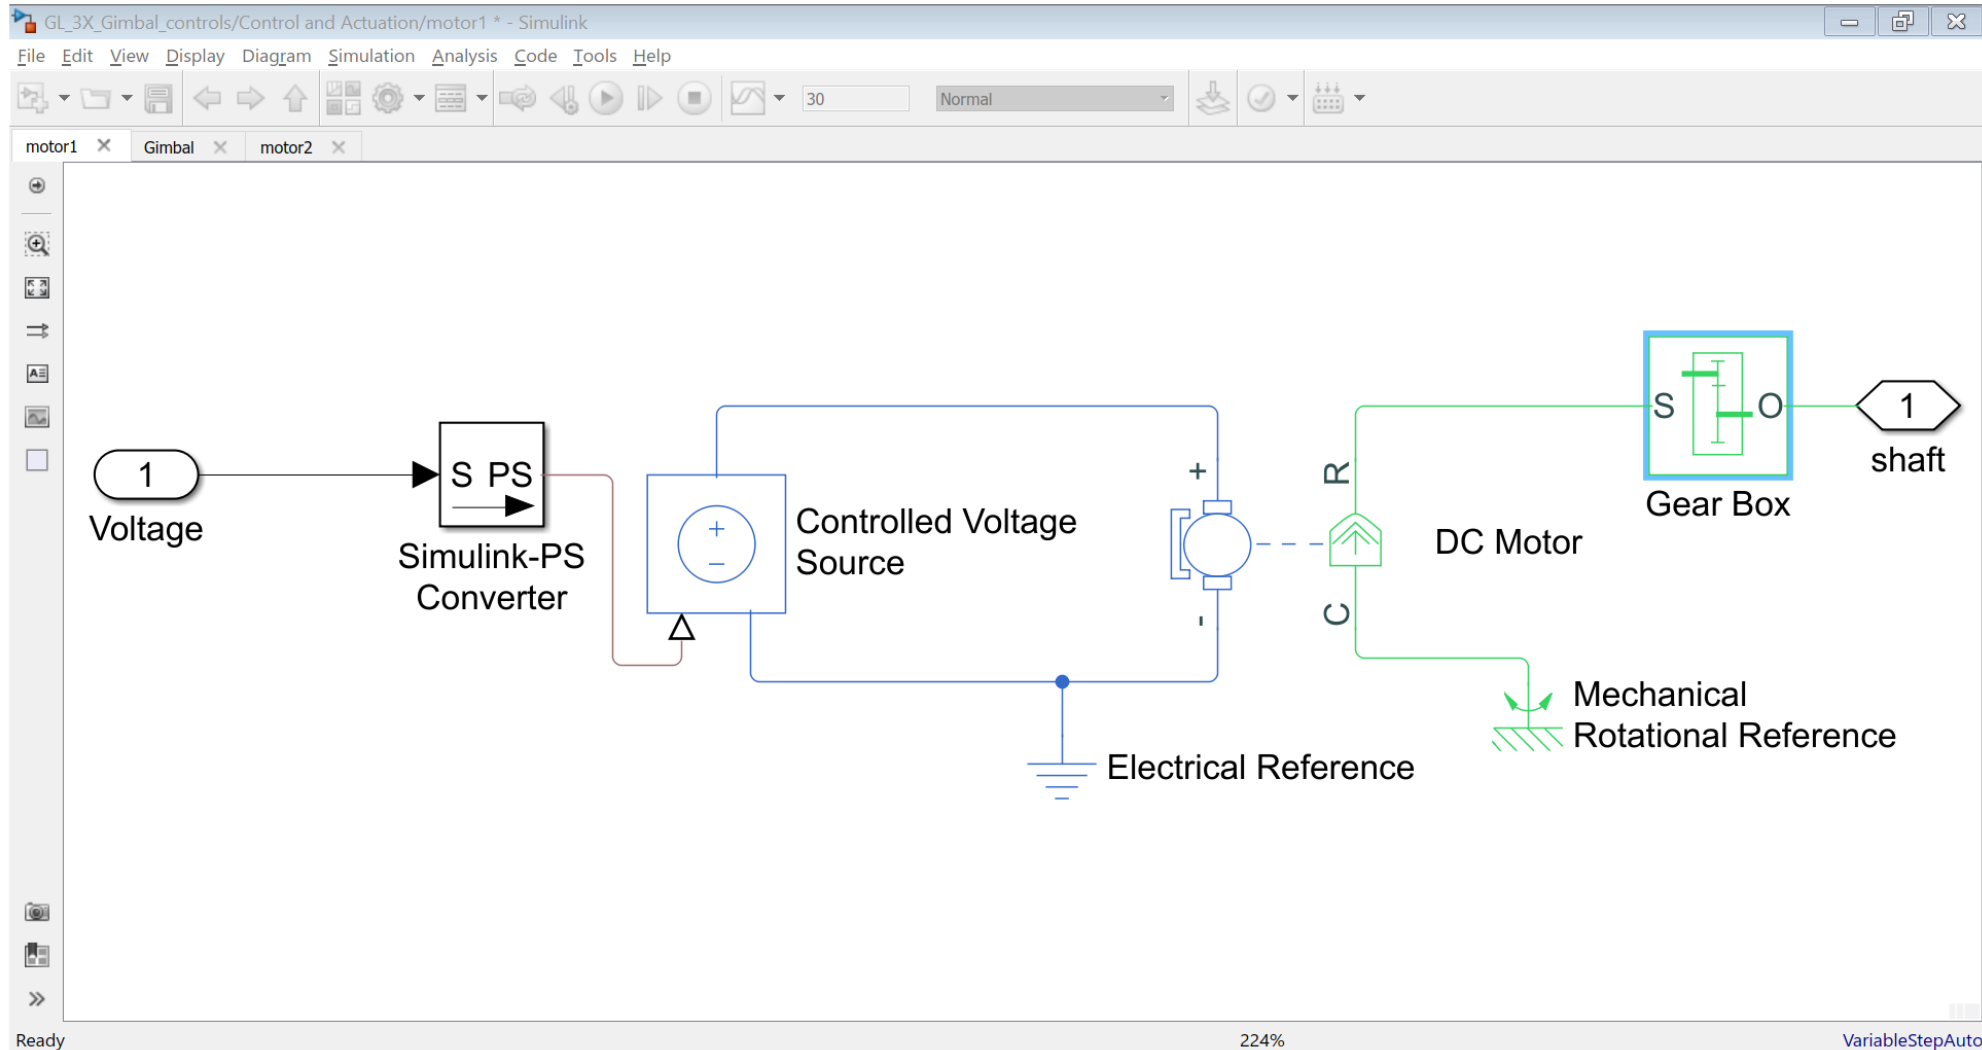 GL_3X_Gimbal_controls/Control and Actuation/motor1 * - Simulink
File Edit View Display Diagram Simulation Analysis Code Tools Help
30 Normal
motor1 Gimbal motor2
1
Voltage
S PS
Simulink-PS
Converter
+
−
Controlled Voltage
Source
+
-
R
C
DC Motor
S O
Gear Box
1
shaft
Mechanical
Rotational Reference
Electrical Reference
Ready 224% VariableStepAuto